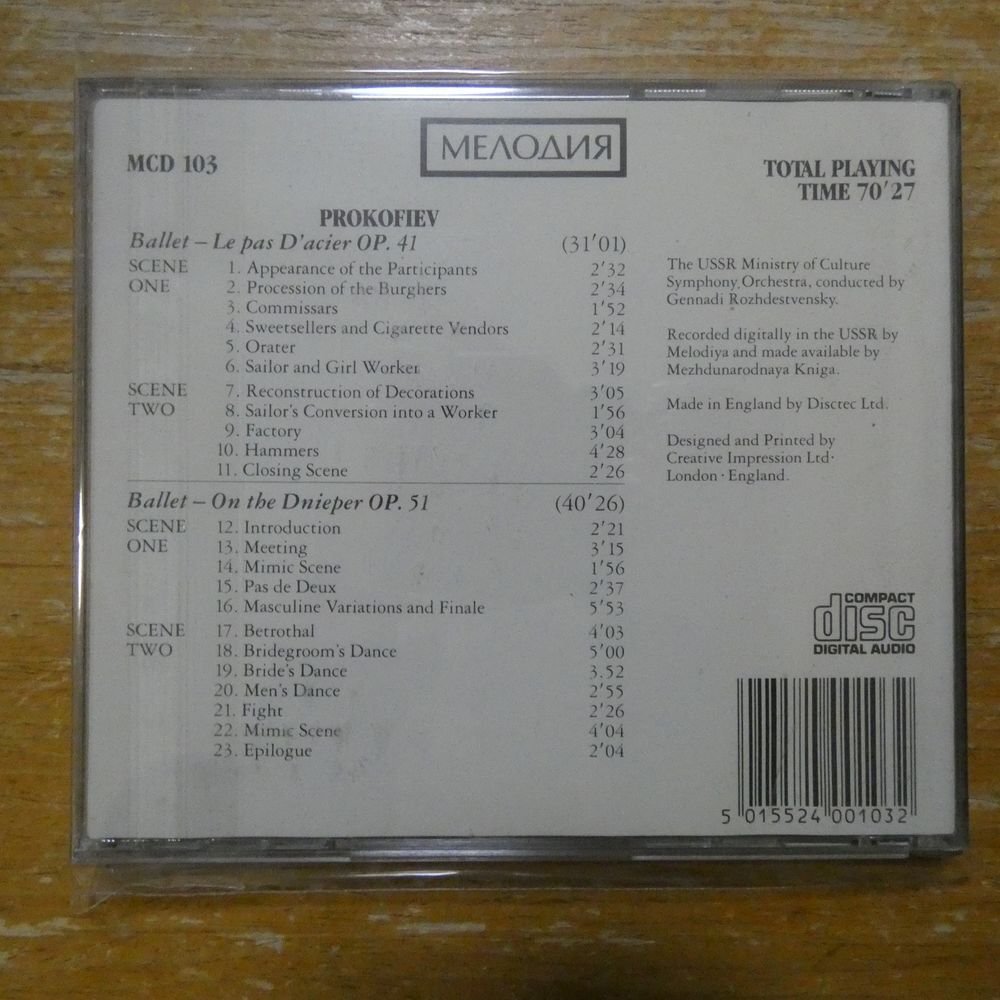 МЕЛОДИЯ
MCD 103
TOTAL PLAYING
TIME 70'27
PROKOFIEV
Ballet – Le pas D'acier OP. 41 (31'01)
SCENE 1. Appearance of the Participants 2'32
ONE 2. Procession of the Burghers 2'34
3. Commissars 1'52
4. Sweetsellers and Cigarette Vendors 2'14
5. Orater 2'31
6. Sailor and Girl Worker 3'19
SCENE 7. Reconstruction of Decorations 3'05
TWO 8. Sailor's Conversion into a Worker 1'56
9. Factory 3'04
10. Hammers 4'28
11. Closing Scene 2'26
Ballet – On the Dnieper OP. 51 (40'26)
SCENE 12. Introduction 2'21
ONE 13. Meeting 3'15
14. Mimic Scene 1'56
15. Pas de Deux 2'37
16. Masculine Variations and Finale 5'53
SCENE 17. Betrothal 4'03
TWO 18. Bridegroom's Dance 5'00
19. Bride's Dance 3.52
20. Men's Dance 2'55
21. Fight 2'26
22. Mimic Scene 4'04
23. Epilogue 2'04
The USSR Ministry of Culture
Symphony Orchestra, conducted by
Gennadi Rozhdestvensky.
Recorded digitally in the USSR by
Melodiya and made available by
Mezhdunarodnaya Kniga.
Made in England by Disctec Ltd.
Designed and Printed by
Creative Impression Ltd·
London · England.
COMPACT
disc
DIGITAL AUDIO
5 015524 001032